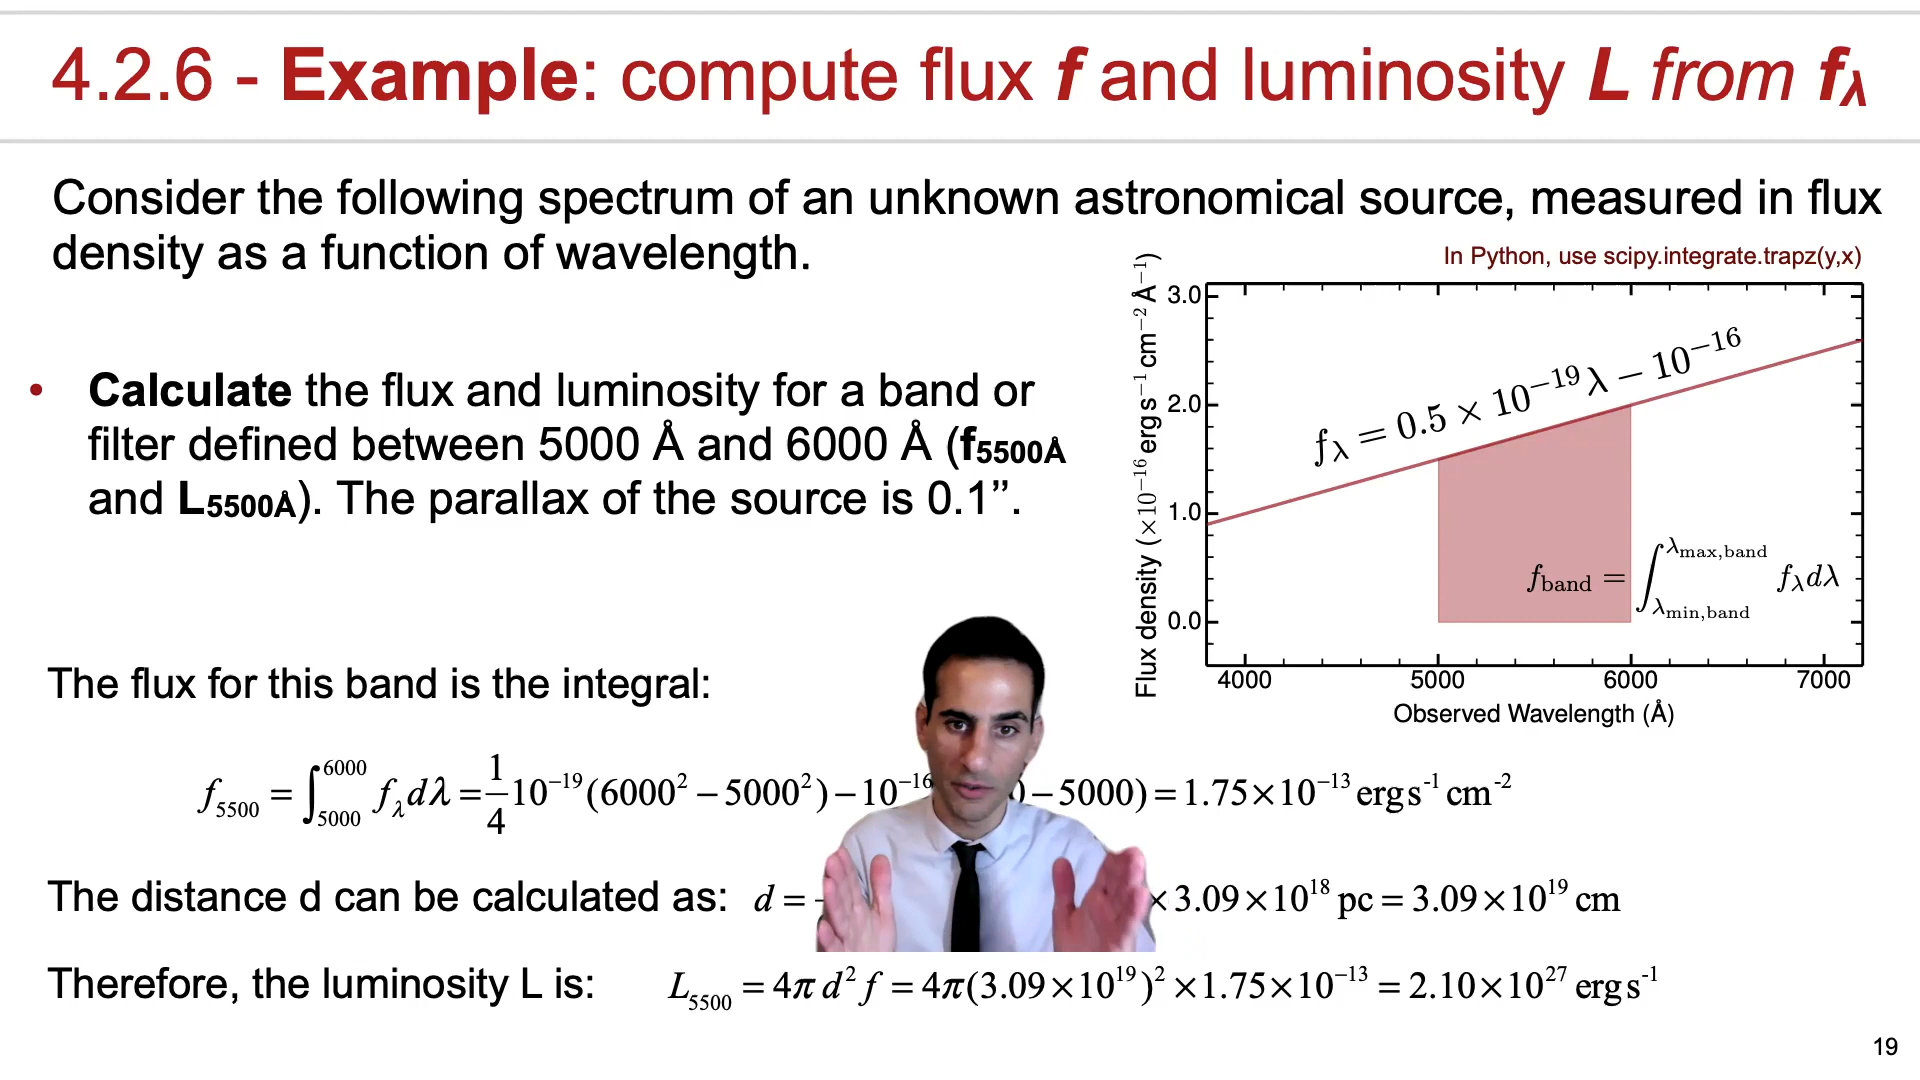 4.2.6 - Example: compute flux f and luminosity L from fλ
Consider the following spectrum of an unknown astronomical source, measured in flux
density as a function of wavelength.
In Python, use scipy.integrate.trapz(y,x)
• Calculate the flux and luminosity for a band or
filter defined between 5000 Å and 6000 Å (f5500Å
and L5500Å). The parallax of the source is 0.1”.
Flux density (×10⁻¹⁶ erg s⁻¹ cm⁻² Å⁻¹)
3.0
2.0
1.0
0.0
fλ = 0.5 × 10⁻¹⁹ λ − 10⁻¹⁶
f_band = ∫_{λmin,band}^{λmax,band} fλ dλ
4000 5000 6000 7000
Observed Wavelength (Å)
The flux for this band is the integral:
f₅₅₀₀ = ∫₅₀₀₀⁶⁰⁰⁰ fλ dλ = 1/4 10⁻¹⁹ (6000² − 5000²) − 10⁻¹⁶ − 5000) = 1.75×10⁻¹³ erg s⁻¹ cm⁻²
The distance d can be calculated as: d = × 3.09×10¹⁸ pc = 3.09×10¹⁹ cm
Therefore, the luminosity L is: L₅₅₀₀ = 4π d² f = 4π(3.09×10¹⁹)² ×1.75×10⁻¹³ = 2.10×10²⁷ erg s⁻¹
19